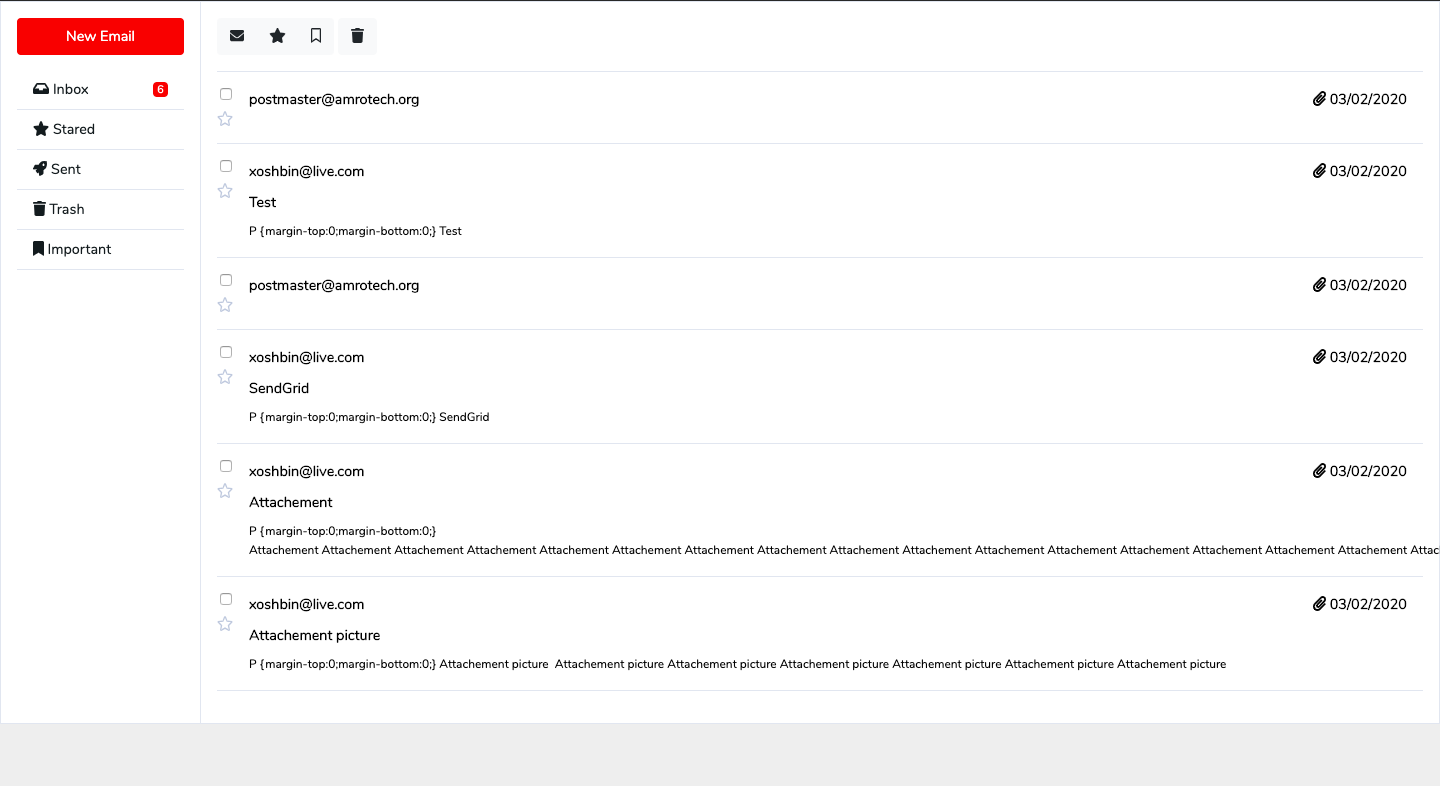 New Email
Inbox 6
Stared
Sent
Trash
Important
postmaster@amrotech.org 03/02/2020
xoshbin@live.com 03/02/2020
Test
P {margin-top:0;margin-bottom:0;} Test
postmaster@amrotech.org 03/02/2020
xoshbin@live.com 03/02/2020
SendGrid
P {margin-top:0;margin-bottom:0;} SendGrid
xoshbin@live.com 03/02/2020
Attachement
P {margin-top:0;margin-bottom:0;}
Attachement Attachement Attachement Attachement Attachement Attachement Attachement Attachement Attachement Attachement Attachement Attachement Attachement Attachement Attachement Attachement Attac
xoshbin@live.com 03/02/2020
Attachement picture
P {margin-top:0;margin-bottom:0;} Attachement picture  Attachement picture Attachement picture Attachement picture Attachement picture Attachement picture Attachement picture